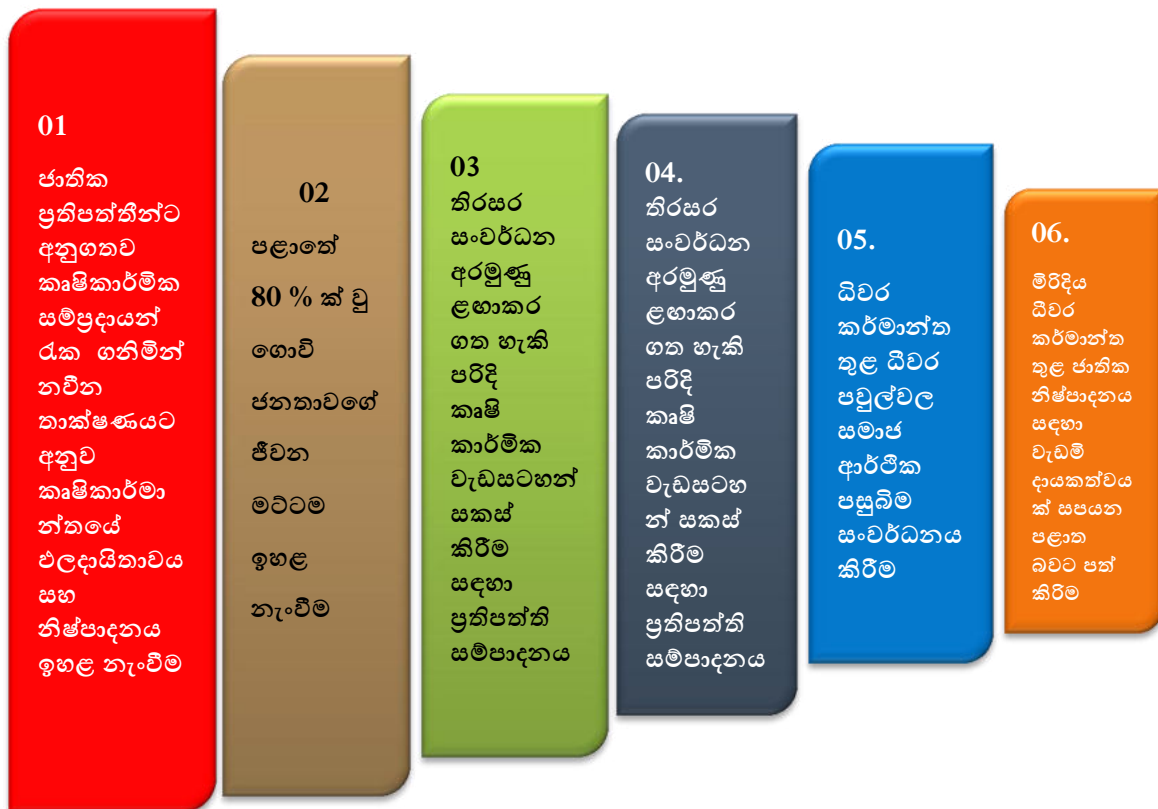 01
ජාතික
ප්‍රතිපත්තීන්ට
අනුගතව
කෘෂිකාර්මික
සම්ප්‍රදායන්
රැක ගනිමින්
නවීන
තාක්ෂණයට
අනුව
කෘෂිකාර්මා
න්තයේ
ඵලදායිතාවය
සහ
නිෂ්පාදනය
ඉහළ නැංවීම
02
පළාතේ
80 % ක් වු
ගොවි
ජනතාවගේ
ජීවන
මට්ටම
ඉහළ
නැංවීම
03
තිරසර
සංවර්ධන
අරමුණු
ළඟාකර
ගත හැකි
පරිදි
කෘෂි
කාර්මික
වැඩසටහන්
සකස්
කිරීම
සඳහා
ප්‍රතිපත්ති
සම්පාදනය
04.
තිරසර
සංවර්ධන
අරමුණු
ළඟාකර
ගත හැකි
පරිදි
කෘෂි
කාර්මික
වැඩසටහ
න් සකස්
කිරීම
සඳහා
ප්‍රතිපත්ති
සම්පාදනය
05.
ධිවර
කර්මාන්ත
තුළ ධීවර
පවුල්වල
සමාජ
ආර්ථික
පසුබිම
සංවර්ධනය
කිරීම
06.
මිරිදිය
ධීවර
කර්මාන්ත
තුළ ජාතික
නිෂ්පාදනය
සඳහා
වැඩමි
දායකත්වය
ක් සපයන
පළාත
බවට පත්
කිරිම